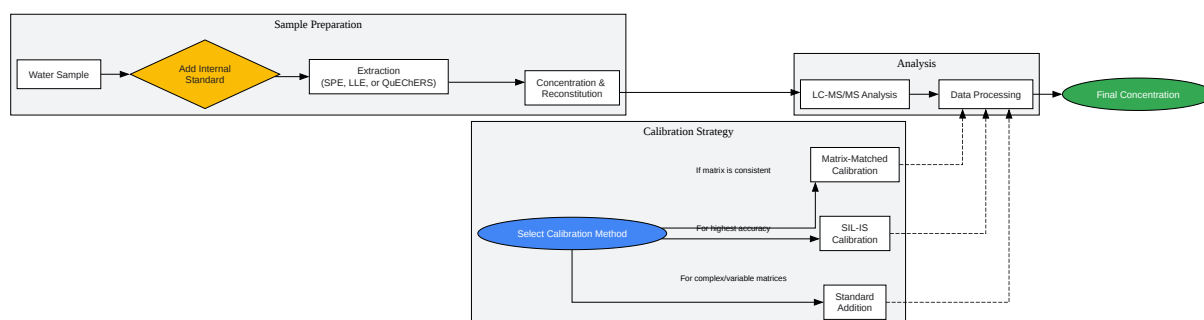 Sample Preparation
Water Sample
Add Internal
Standard
Extraction
(SPE, LLE, or QuEChERS)
Concentration &
Reconstitution
Analysis
LC-MS/MS Analysis
Data Processing
Final Concentration
Calibration Strategy
Select Calibration Method
If matrix is consistent
Matrix-Matched
Calibration
For highest accuracy
SIL-IS
Calibration
For complex/variable matrices
Standard
Addition